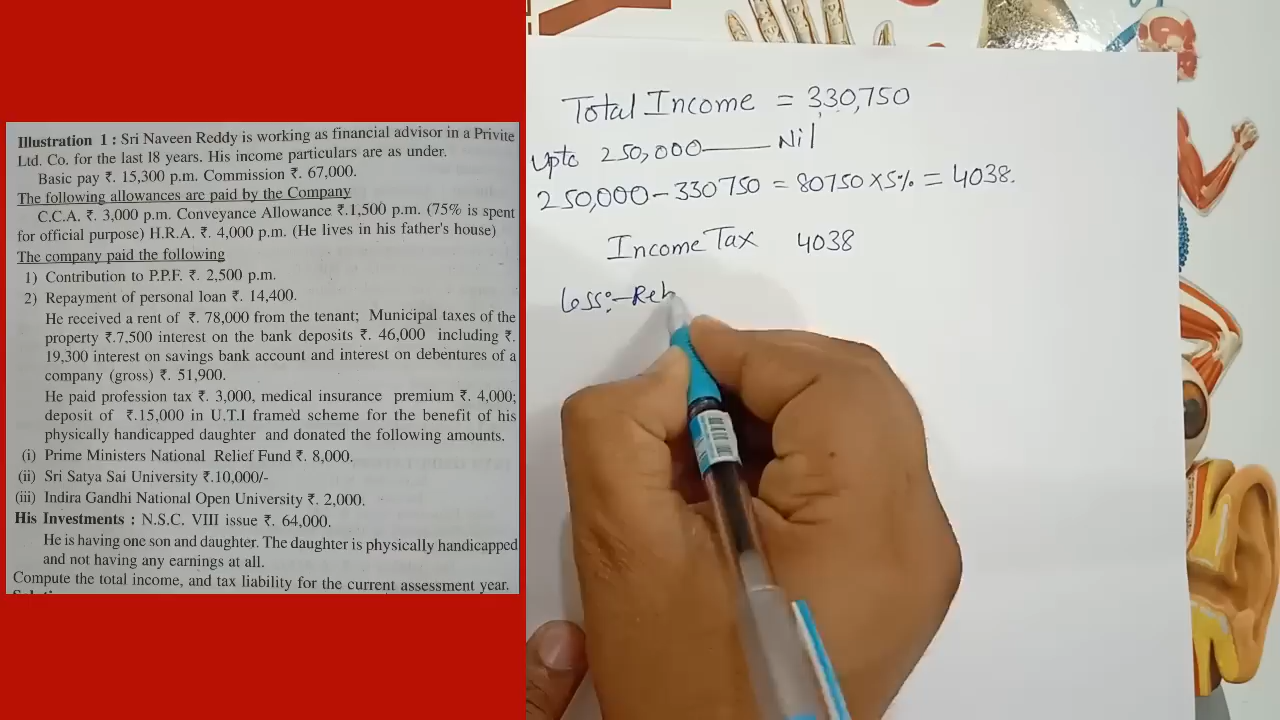 Illustration 1 : Sri Naveen Reddy is working as financial advisor in a Privite
Ltd. Co. for the last 18 years. His income particulars are as under.
Basic pay ₹. 15,300 p.m. Commission ₹. 67,000.
The following allowances are paid by the Company
C.C.A. ₹. 3,000 p.m. Conveyance Allowance ₹.1,500 p.m. (75% is spent
for official purpose) H.R.A. ₹. 4,000 p.m. (He lives in his father's house)
The company paid the following
1) Contribution to P.P.F. ₹. 2,500 p.m.
2) Repayment of personal loan ₹. 14,400.
He received a rent of ₹. 78,000 from the tenant; Municipal taxes of the
property ₹.7,500 interest on the bank deposits ₹. 46,000 including ₹.
19,300 interest on savings bank account and interest on debentures of a
company (gross) ₹. 51,900.
He paid profession tax ₹. 3,000, medical insurance premium ₹. 4,000;
deposit of ₹.15,000 in U.T.I framed scheme for the benefit of his
physically handicapped daughter and donated the following amounts.
(i) Prime Ministers National Relief Fund ₹. 8,000.
(ii) Sri Satya Sai University ₹.10,000/-
(iii) Indira Gandhi National Open University ₹. 2,000.
His Investments : N.S.C. VIII issue ₹. 64,000.
He is having one son and daughter. The daughter is physically handicapped
and not having any earnings at all.
Compute the total income, and tax liability for the current assessment year.
Total Income = 330,750
Upto 250,000 — Nil
250,000 - 330750 = 80750 x 5% = 4038.
Income Tax 4038
Less:- Reb